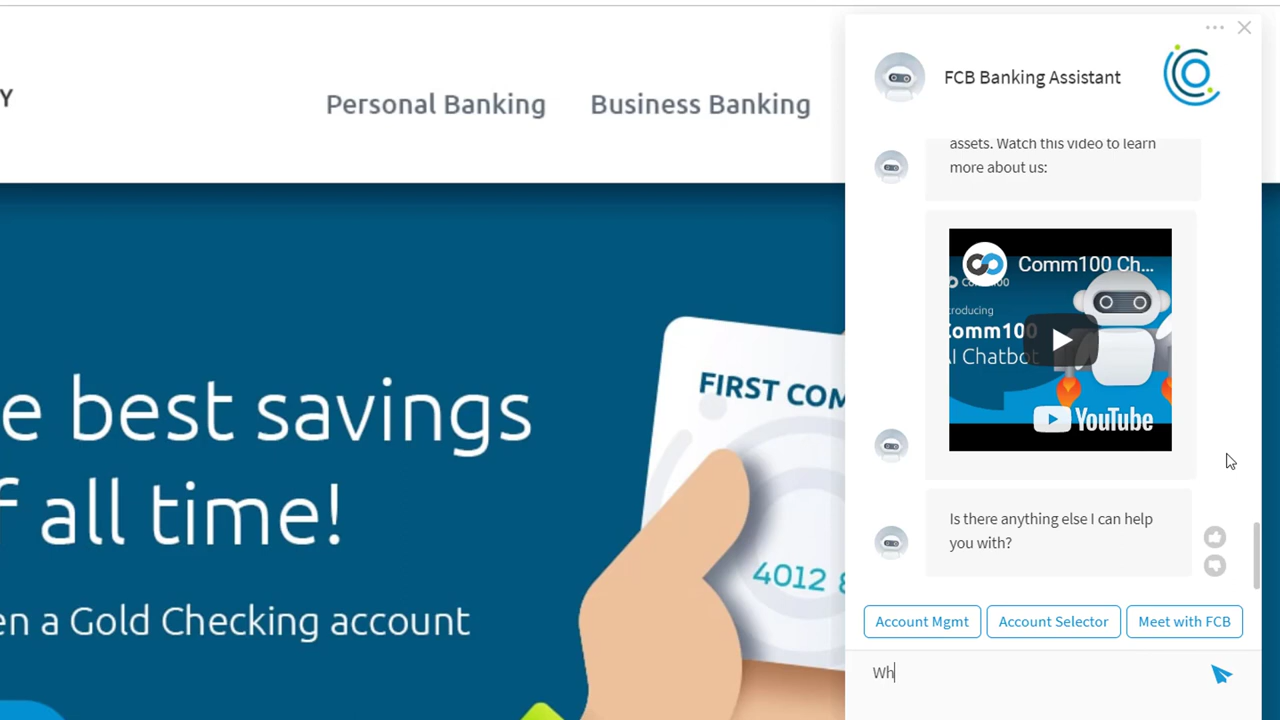 Y
Personal Banking
Business Banking
e best savings
f all time!
en a Gold Checking account
FIRST COM
4012
FCB Banking Assistant
assets. Watch this video to learn
more about us:
Comm100 Ch...
troducing
Comm100
AI Chatbot
YouTube
Is there anything else I can help
you with?
Account Mgmt
Account Selector
Meet with FCB
Wh